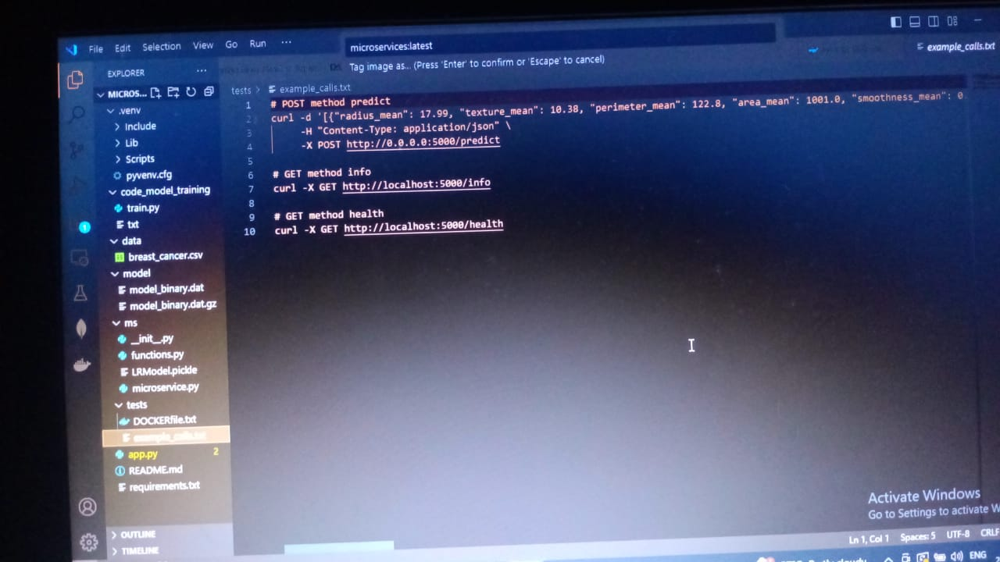 File Edit Selection View Go Run ...
microservices:latest
Tag image as... (Press 'Enter' to confirm or 'Escape' to cancel)
example_calls.txt
EXPLORER
MICROS...
.venv
Include
Lib
Scripts
pyvenv.cfg
code_model_training
train.py
txt
data
breast_cancer.csv
model
model_binary.dat
model_binary.dat.gz
ms
__init__.py
functions.py
LRModel.pickle
microservice.py
tests
DOCKERfile.txt
example_calls.txt
app.py 2
README.md
requirements.txt
OUTLINE
TIMELINE
1
tests > example_calls.txt
1 # POST method predict
2 curl -d '[{"radius_mean": 17.99, "texture_mean": 10.38, "perimeter_mean": 122.8, "area_mean": 1001.0, "smoothness_mean": 0
3 -H "Content-Type: application/json" \
4 -X POST http://0.0.0.0:5000/predict
5
6 # GET method info
7 curl -X GET http://localhost:5000/info
8
9 # GET method health
10 curl -X GET http://localhost:5000/health
Activate Windows
Go to Settings to activate W
Ln 1, Col 1 Spaces: 5 UTF-8 CRLF
ENG